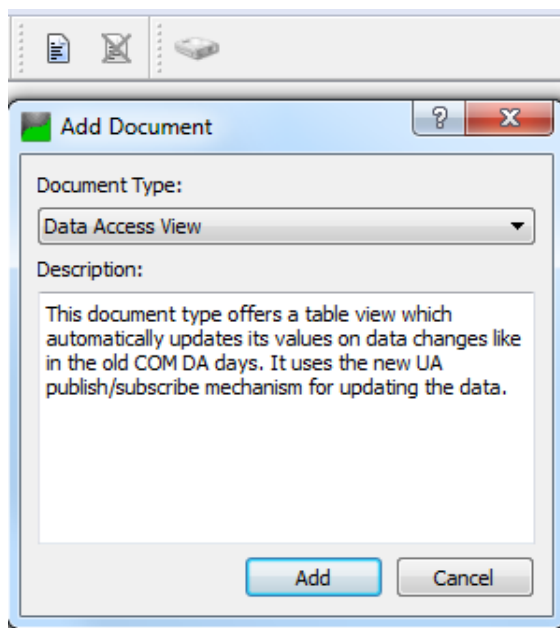 Add Document
Document Type:
Data Access View
Description:
This document type offers a table view which
automatically updates its values on data changes like
in the old COM DA days. It uses the new UA
publish/subscribe mechanism for updating the data.
Add
Cancel